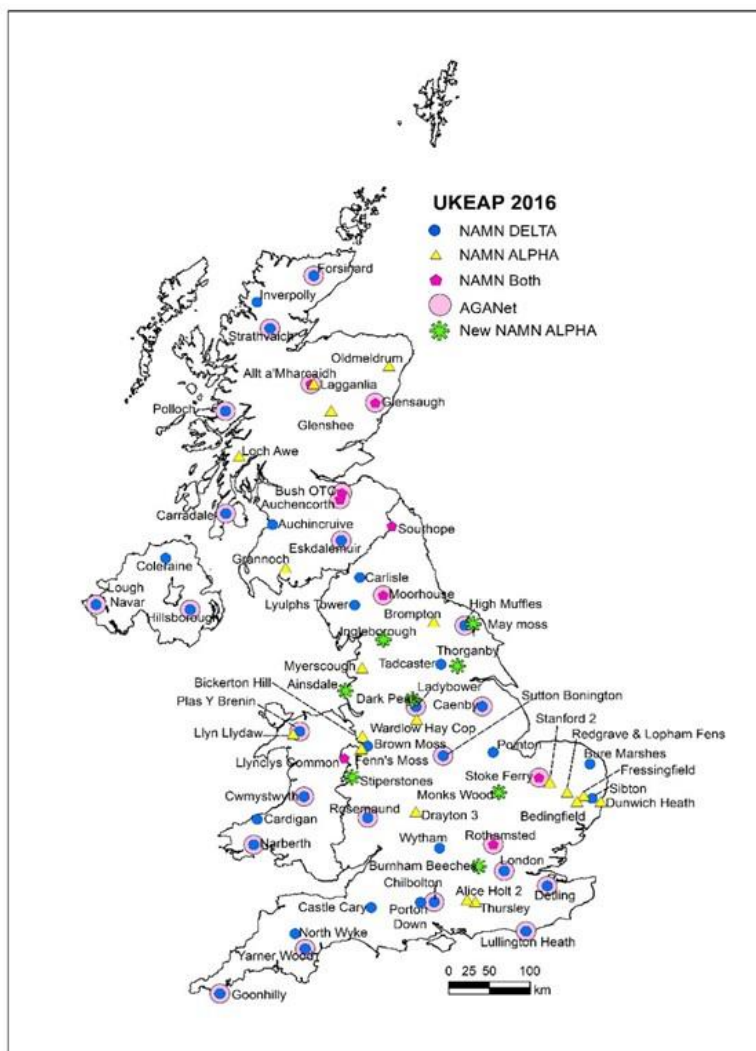 UKEAP 2016
NAMN DELTA
NAMN ALPHA
NAMN Both
AGANet
New NAMN ALPHA
Forsinard
Inverpolly
Strathvaich
Oldmeldrum
Allt a'Mharcaidh
Lagganlia
Glensaugh
Polloch
Glenshee
Loch Awe
Bush OTC
Auchencorth
Carradale
Auchincruive
Southope
Eskdalemuir
Coleraine
Grannoch
Carlisle
Lough
Navar
Moorhouse
Hillsborough
Lyulphs Tower
High Muffles
Brompton
May moss
Ingleborough
Thorganby
Myerscough
Tadcaster
Ainsdale
Ladybower
Bickerton Hill
Dark Peak
Caenby
Sutton Bonington
Plas Y Brenin
Stanford 2
Wardlow Hay Cop
Redgrave & Lopham Fens
Llyn Llydaw
Brown Moss
Pointon
Bure Marshes
Llynclys Common
Fenn's Moss
Fressingfield
Stiperstones
Stoke Ferry
Sibton
Cwmystwyth
Monks Wood
Dunwich Heath
Rosemaund
Bedingfield
Cardigan
Drayton 3
Rothamsted
Wytham
Narberth
Burnham Beeches
London
Chilbolton
Detling
Alice Holt 2
Castle Cary
Porton
Down
Thursley
North Wyke
Lullington Heath
Yarner Wood
Goonhilly
0 25 50 100
km